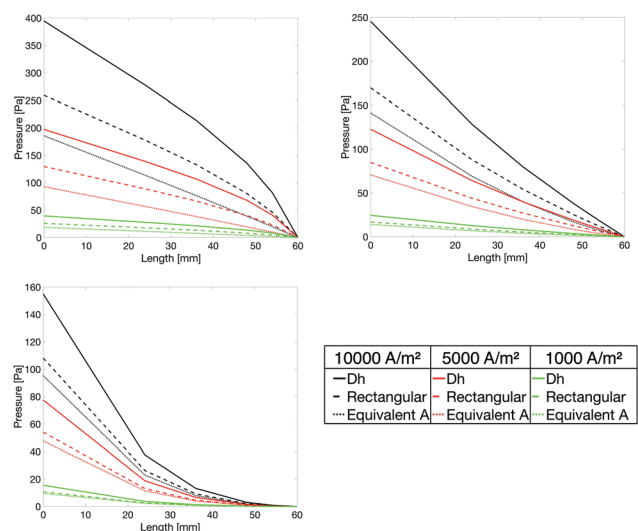 400
350
300
250
200
150
100
50
0
Pressure [Pa]
0 10 20 30 40 50 60
Length [mm]
250
200
150
100
50
0
Pressure [Pa]
0 10 20 30 40 50 60
Length [mm]
160
140
120
100
80
60
40
20
0
Pressure [Pa]
0 10 20 30 40 50 60
Length [mm]
10000 A/m² 5000 A/m² 1000 A/m²
Dh Dh Dh
Rectangular Rectangular Rectangular
Equivalent A Equivalent A Equivalent A